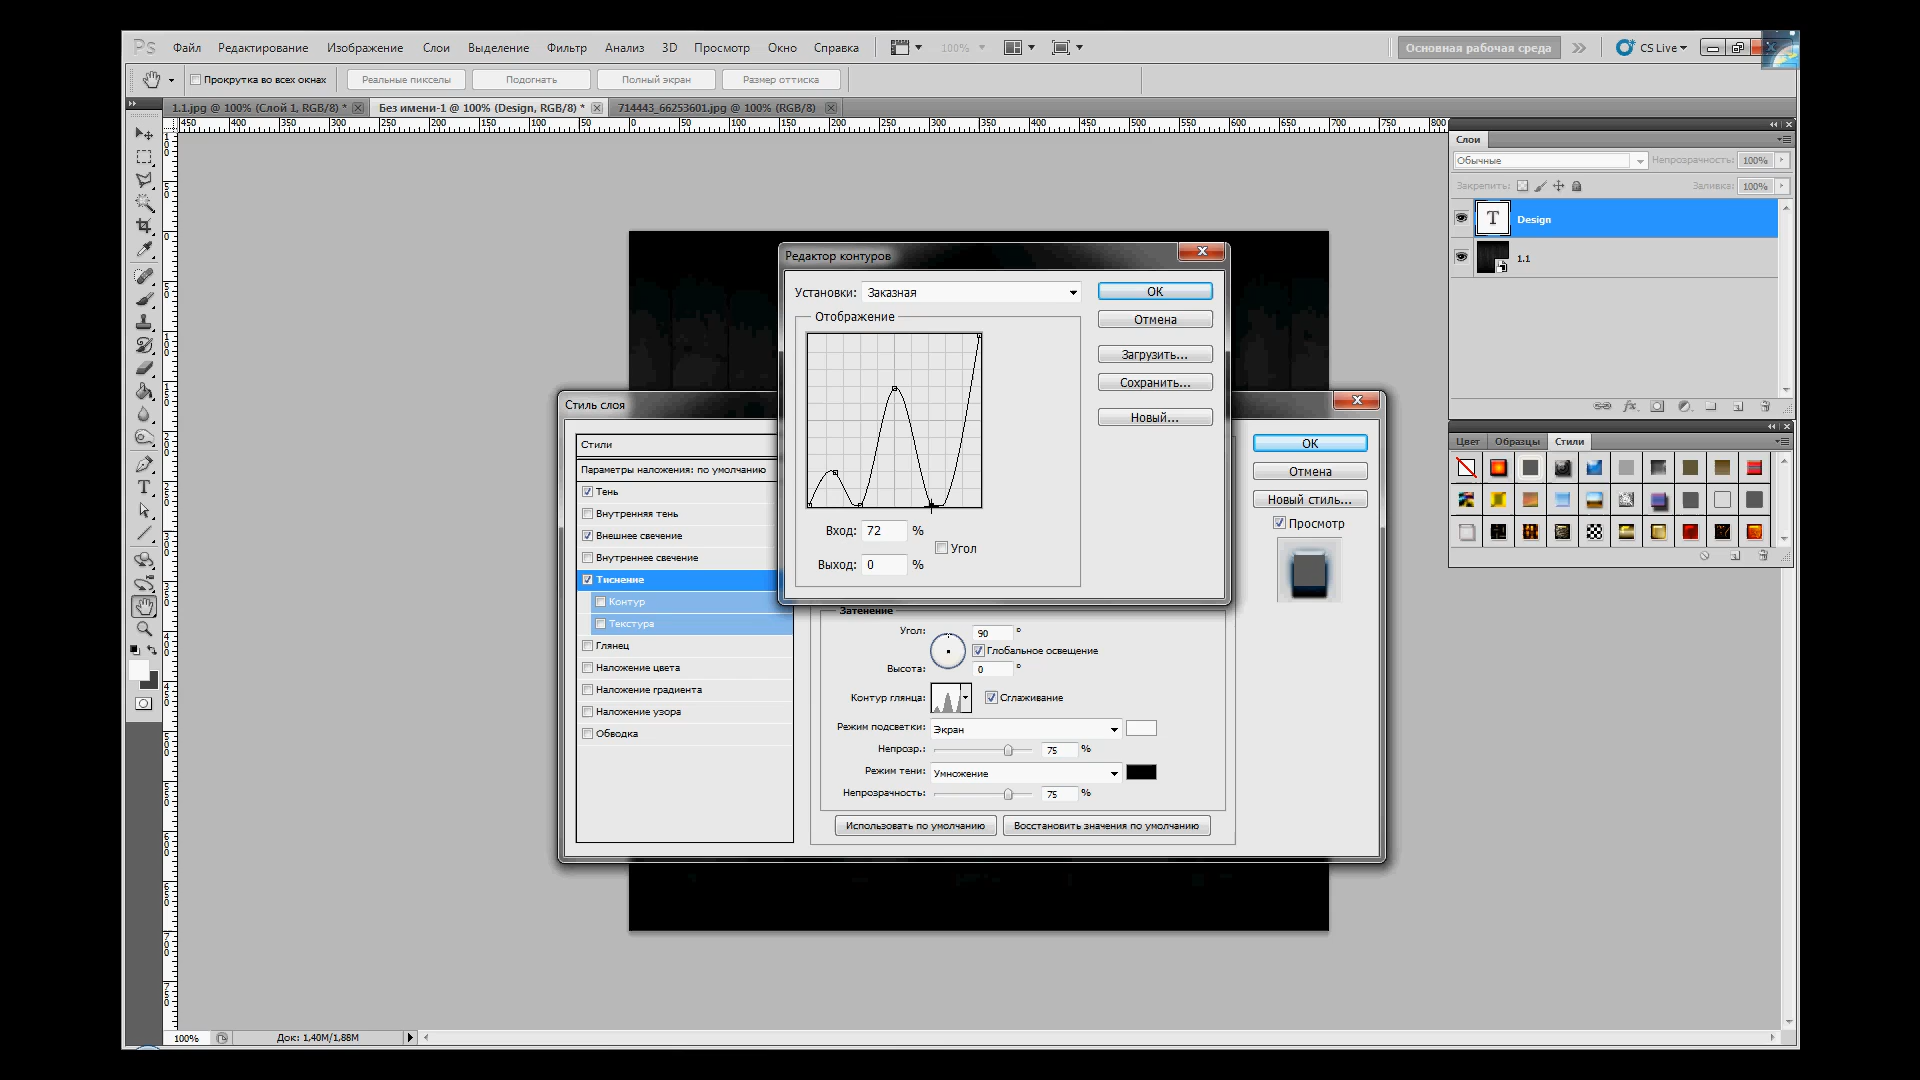 Ps Файл Редактирование Изображение Слои Выделение Фильтр Анализ 3D Просмотр Окно Справка 100% Основная рабочая среда CS Live
Прокрутка во всех окнах Реальные пикселы Подогнать Полный экран Размер оттиска
1.1.jpg @ 100% (Слой 1, RGB/8) * Без имени-1 @ 100% (Design, RGB/8) * 714443_66253601.jpg @ 100% (RGB/8)
450 400 350 300 250 200 150 100 50 0 50 100 150 200 250 300 350 400 450 500 550 600 650 700 750 800
Слои
Обычные Непрозрачность: 100%
Закрепить: Заливка: 100%
T Design
1.1
Цвет Образцы Стили
Редактор контуров
Установки: Заказная
Отображение
Вход: 72 %
Угол
Выход: 0 %
OK
Отмена
Загрузить...
Сохранить...
Новый...
Стиль слоя
Стили
Параметры наложения: по умолчанию
Тень
Внутренняя тень
Внешнее свечение
Внутреннее свечение
Тиснение
Контур
Текстура
Глянец
Наложение цвета
Наложение градиента
Наложение узора
Обводка
Затенение
Угол: 90 °
Глобальное освещение
Высота: 0 °
Контур глянца: Сглаживание
Режим подсветки: Экран
Непрозр.: 75 %
Режим тени: Умножение
Непрозрачность: 75 %
Использовать по умолчанию Восстановить значения по умолчанию
OK
Отмена
Новый стиль...
Просмотр
100% Док: 1,40M/1,88M